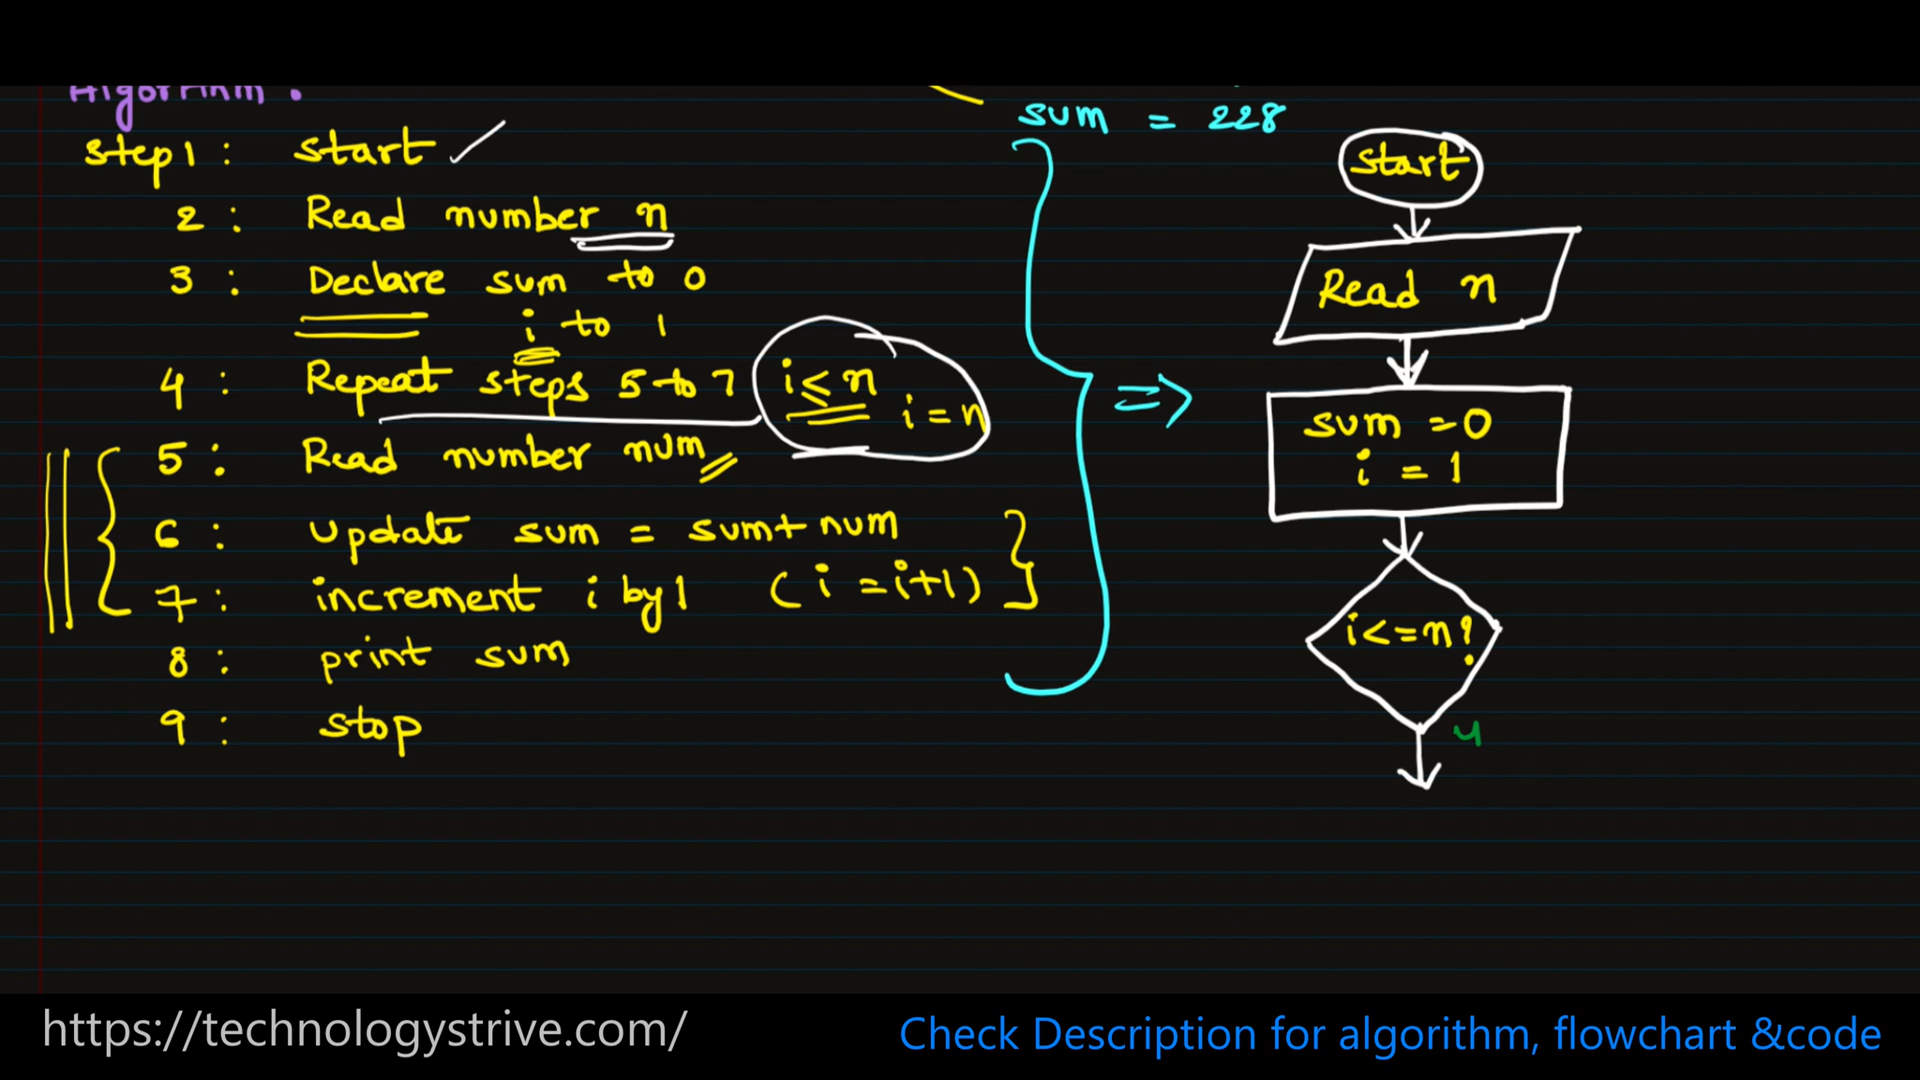 Algorithm :
sum = 228
step1 : start
2 : Read number n
3 : Declare sum to 0
i to 1
4 : Repeat steps 5 to 7 i≤n i=n
5 : Read number num
6 : update sum = sum+num
7 : increment i by 1 (i =i+1)
8 : print sum
9 : stop
=>
start
Read n
sum =0
i = 1
i<=n?
https://technologystrive.com/
Check Description for algorithm, flowchart &code